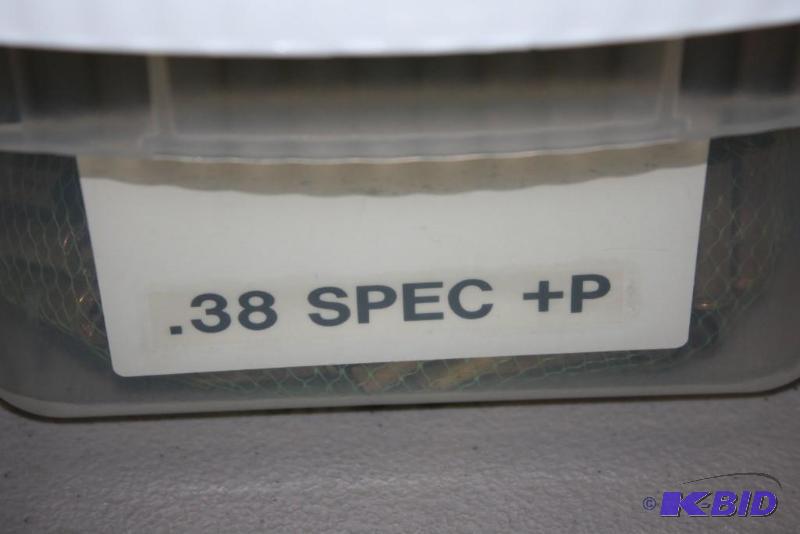 .38 SPEC +P
© K-BID